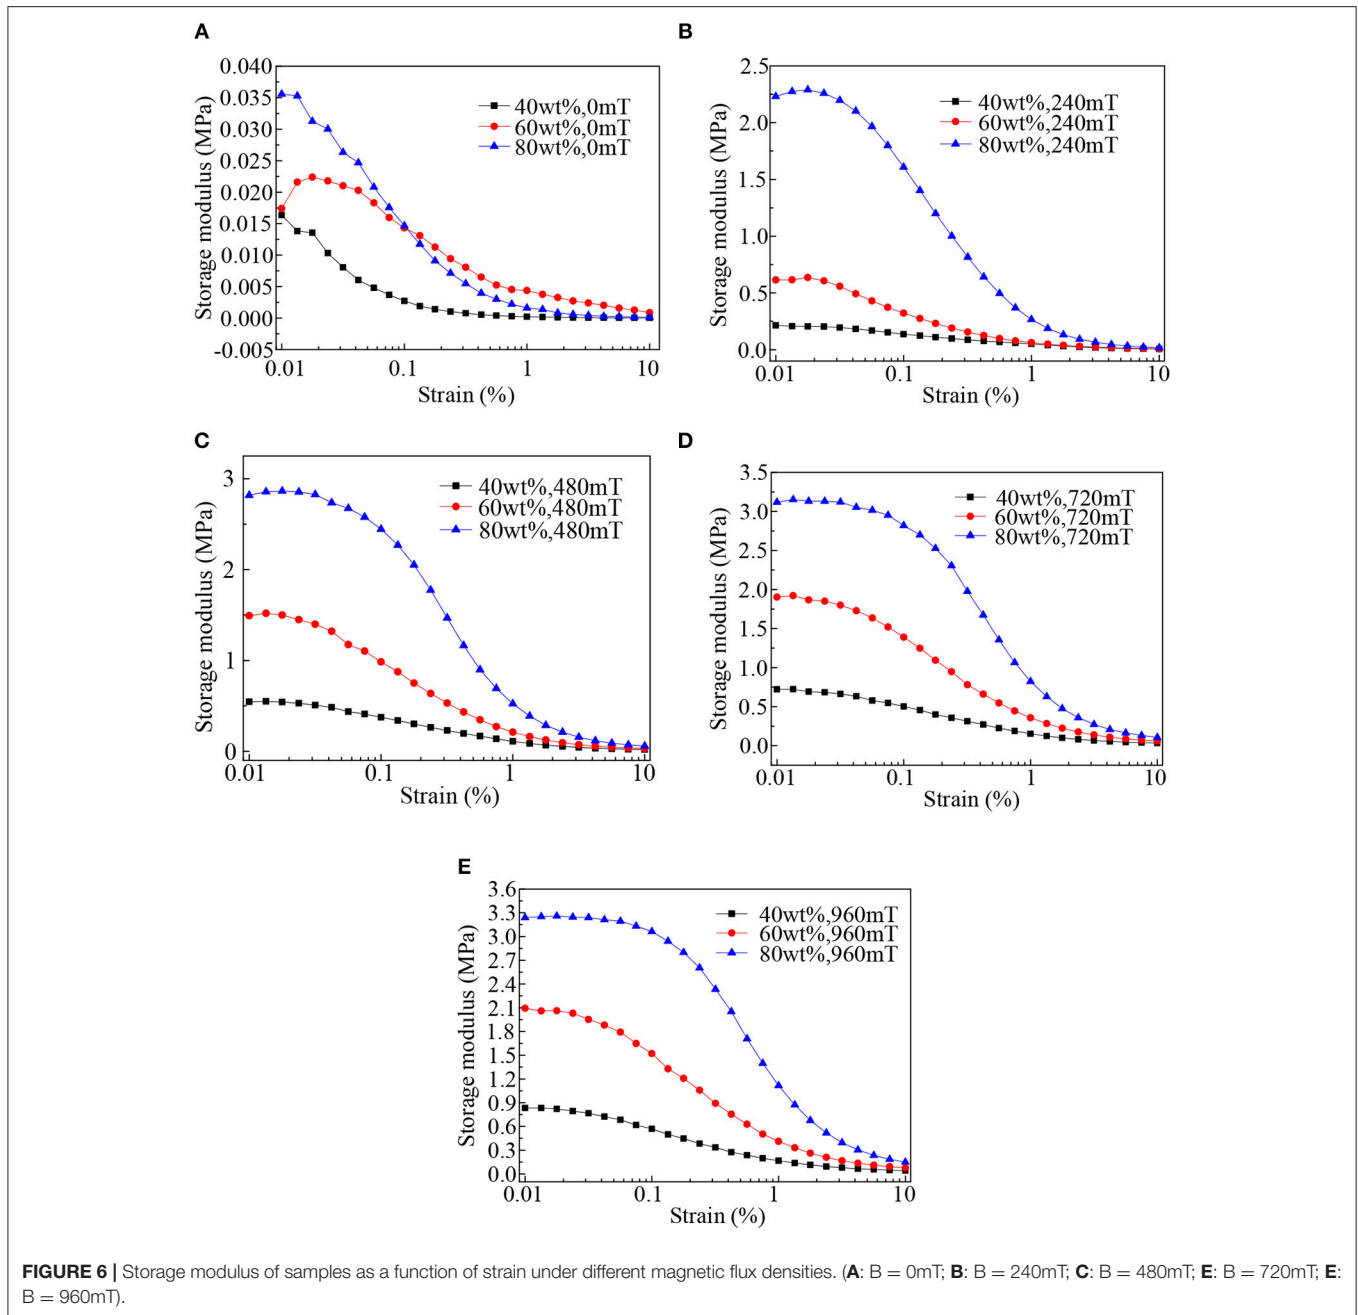 A
0.040
0.035
0.030
0.025
0.020
0.015
0.010
0.005
0.000
-0.005
Storage modulus (MPa)
40wt%,0mT
60wt%,0mT
80wt%,0mT
0.01 0.1 1 10
Strain (%)
B
2.5
2.0
1.5
1.0
0.5
0.0
Storage modulus (MPa)
40wt%,240mT
60wt%,240mT
80wt%,240mT
0.01 0.1 1 10
Strain (%)
C
3
2
1
0
Storage modulus (MPa)
40wt%,480mT
60wt%,480mT
80wt%,480mT
0.01 0.1 1 10
Strain (%)
D
3.5
3.0
2.5
2.0
1.5
1.0
0.5
0.0
Storage modulus (MPa)
40wt%,720mT
60wt%,720mT
80wt%,720mT
0.01 0.1 1 10
Strain (%)
E
3.6
3.3
3.0
2.7
2.4
2.1
1.8
1.5
1.2
0.9
0.6
0.3
0.0
Storage modulus (MPa)
40wt%,960mT
60wt%,960mT
80wt%,960mT
0.01 0.1 1 10
Strain (%)
FIGURE 6 | Storage modulus of samples as a function of strain under different magnetic flux densities. (A: B = 0mT; B: B = 240mT; C: B = 480mT; E: B = 720mT; E:
B = 960mT).